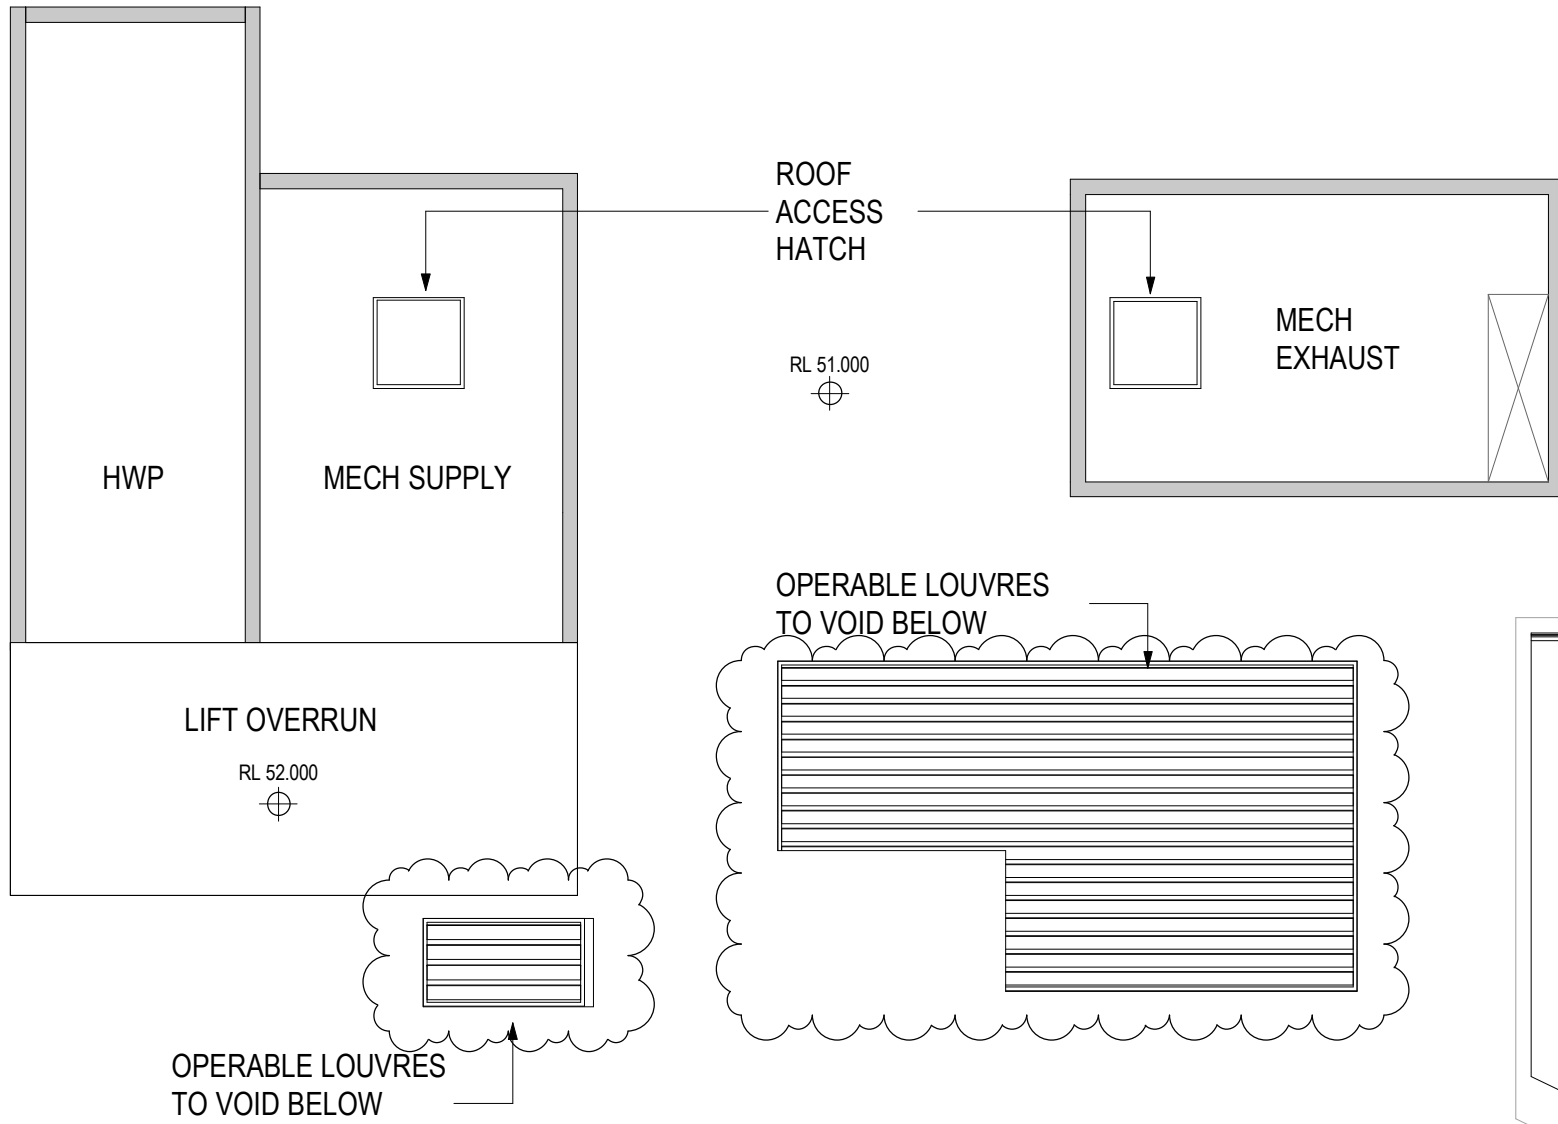 ROOF
ACCESS
HATCH
MECH
EXHAUST
RL 51.000
HWP
MECH SUPPLY
OPERABLE LOUVRES
TO VOID BELOW
LIFT OVERRUN
RL 52.000
OPERABLE LOUVRES
TO VOID BELOW